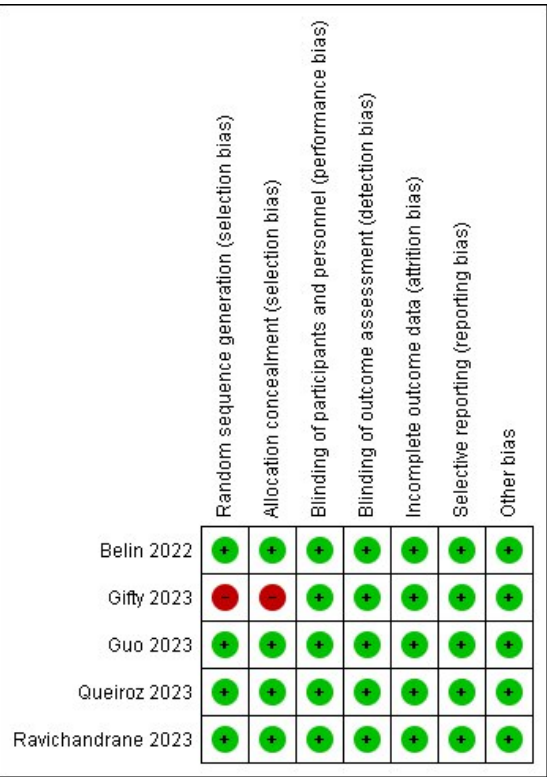 Random sequence generation (selection bias)
Allocation concealment (selection bias)
Blinding of participants and personnel (performance bias)
Blinding of outcome assessment (detection bias)
Incomplete outcome data (attrition bias)
Selective reporting (reporting bias)
Other bias
Belin 2022 + + + + + + +
Gifty 2023 - - + + + + +
Guo 2023 + + + + + + +
Queiroz 2023 + + + + + + +
Ravichandrane 2023 + + + + + + +